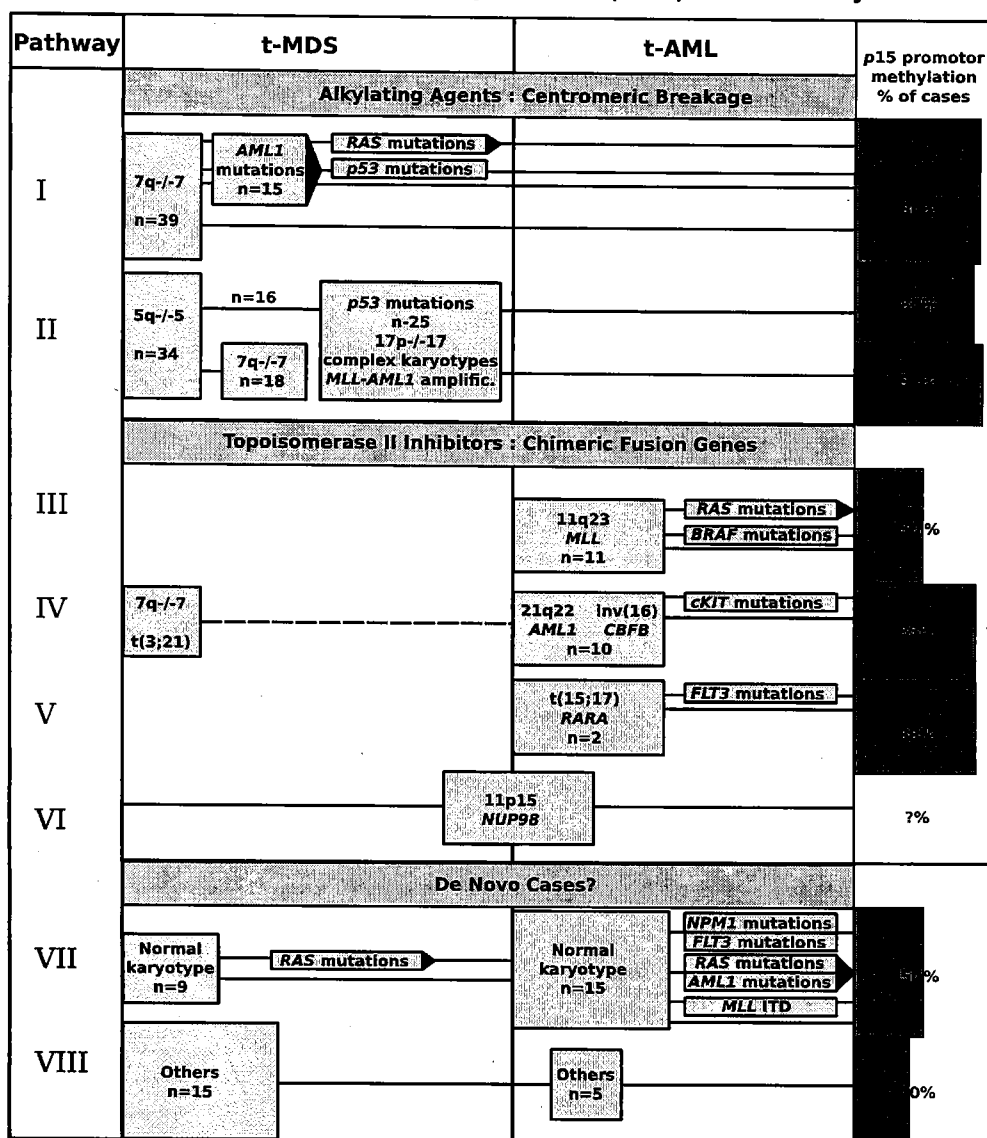 Pathway
t-MDS
t-AML
p15 promotor
methylation
% of cases
Alkylating Agents : Centromeric Breakage
I
7q-/-7
n=39
AML1
mutations
n=15
RAS mutations
p53 mutations
II
5q-/-5
n=34
n=16
7q-/-7
n=18
p53 mutations
n-25
17p-/-17
complex karyotypes
MLL-AML1 amplific.
Topoisomerase II Inhibitors : Chimeric Fusion Genes
III
11q23
MLL
n=11
RAS mutations
BRAF mutations
%
IV
7q-/-7
t(3;21)
21q22 inv(16)
AML1 CBFB
n=10
cKIT mutations
V
t(15;17)
RARA
n=2
FLT3 mutations
VI
11p15
NUP98
?%
De Novo Cases?
VII
Normal
karyotype
n=9
RAS mutations
Normal
karyotype
n=15
NPM1 mutations
FLT3 mutations
RAS mutations
AML1 mutations
MLL ITD
%
VIII
Others
n=15
Others
n=5
0%